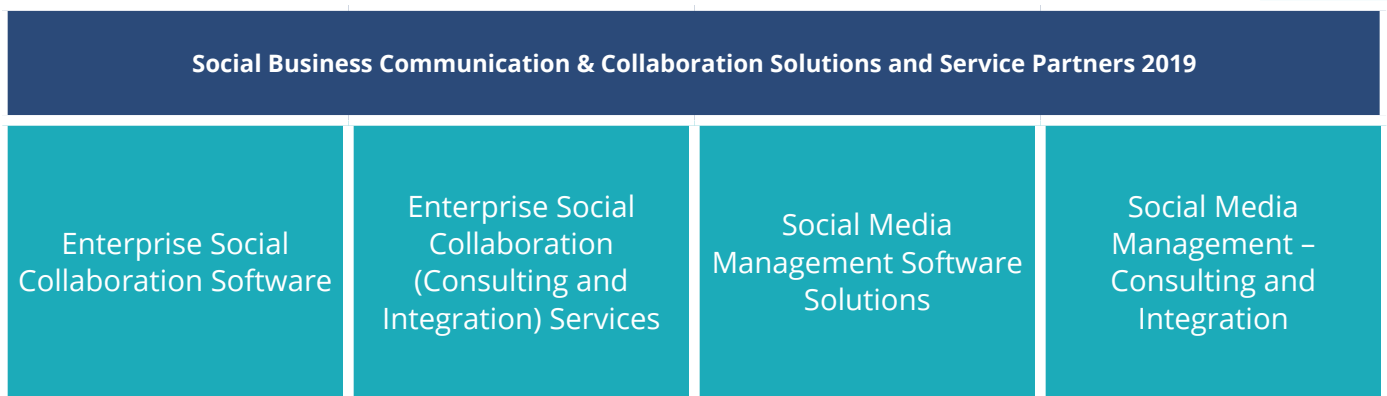 Social Business Communication & Collaboration Solutions and Service Partners 2019
Enterprise Social
Collaboration Software
Enterprise Social
Collaboration
(Consulting and
Integration) Services
Social Media
Management Software
Solutions
Social Media
Management –
Consulting and
Integration